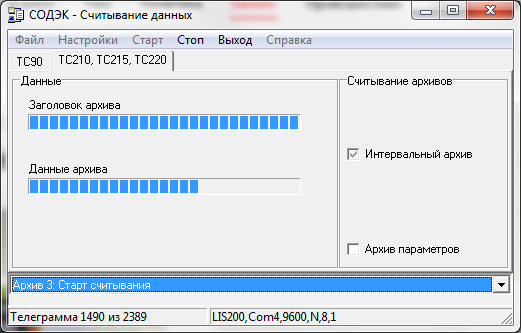 СОДЭК - Считывание данных
Файл Настройки Старт Стоп Выход Справка
TC90 TC210, TC215, TC220
Данные
Заголовок архива
Данные архива
Считывание архивов
Интервальный архив
Архив параметров
Архив 3: Старт считывания
Телеграмма 1490 из 2389 LIS200,Com4,9600,N,8,1